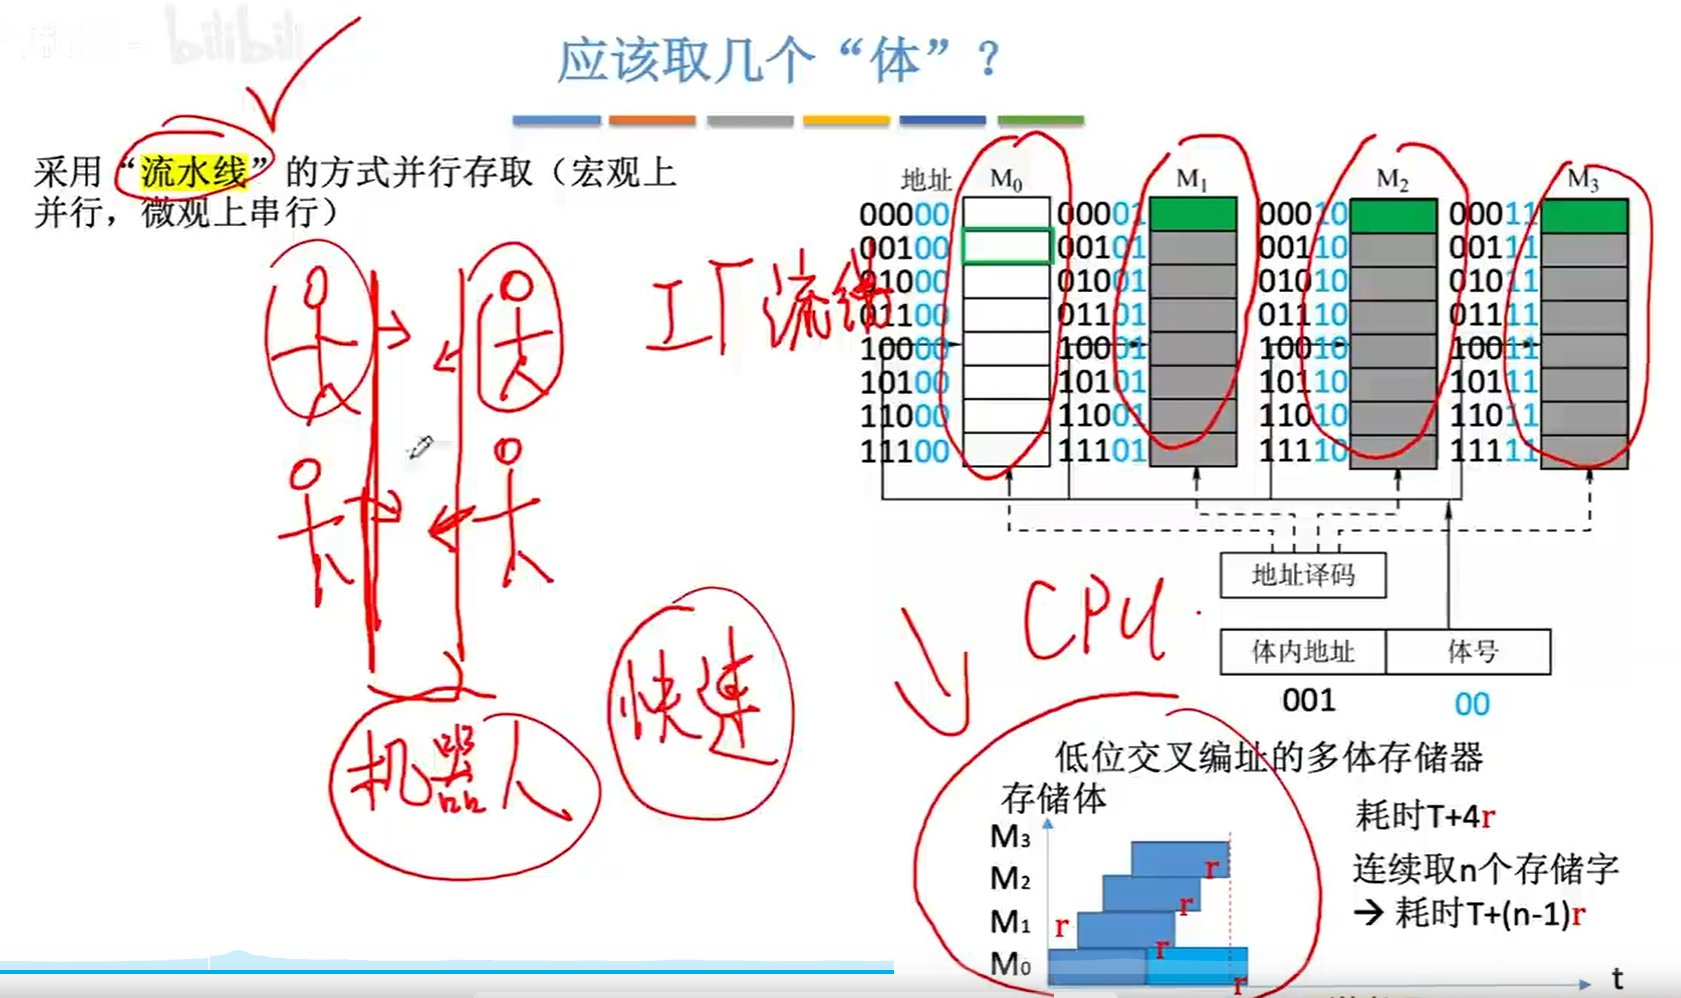 bilibili
应该取几个“体”？
采用“流水线”的方式并行存取（宏观上
并行，微观上串行）
工厂流线
机器人
快速
CPU
地址 M₀ M₁ M₂ M₃
00000 00001 00010 00011
00100 00101 00110 00111
01000 01001 01010 01011
01100 01101 01110 01111
10000 10001 10010 10011
10100 10101 10110 10111
11000 11001 11010 11011
11100 11101 11110 11111
地址译码
体内地址 体号
001 00
低位交叉编址的多体存储器
存储体
M₃
M₂
M₁
M₀
r
r
r
r
r
t
耗时T+4r
连续取n个存储字
→ 耗时T+(n-1)r